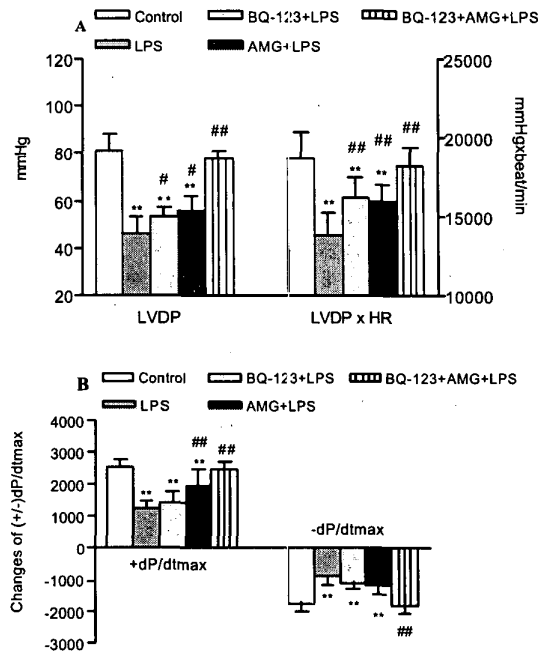 A
Control
BQ-123+LPS
BQ-123+AMG+LPS
LPS
AMG+LPS
mmHg
120
100
80
60
40
20
25000
20000
15000
10000
mmHgxbeat/min
**
#
**
#
**
##
**
##
**
##
**
##
LVDP
LVDP x HR
B
Control
BQ-123+LPS
BQ-123+AMG+LPS
LPS
AMG+LPS
Changes of (+/-)dP/dtmax
4000
3000
2000
1000
0
-1000
-2000
-3000
**
**
##
**
##
+dP/dtmax
-dP/dtmax
**
**
**
##